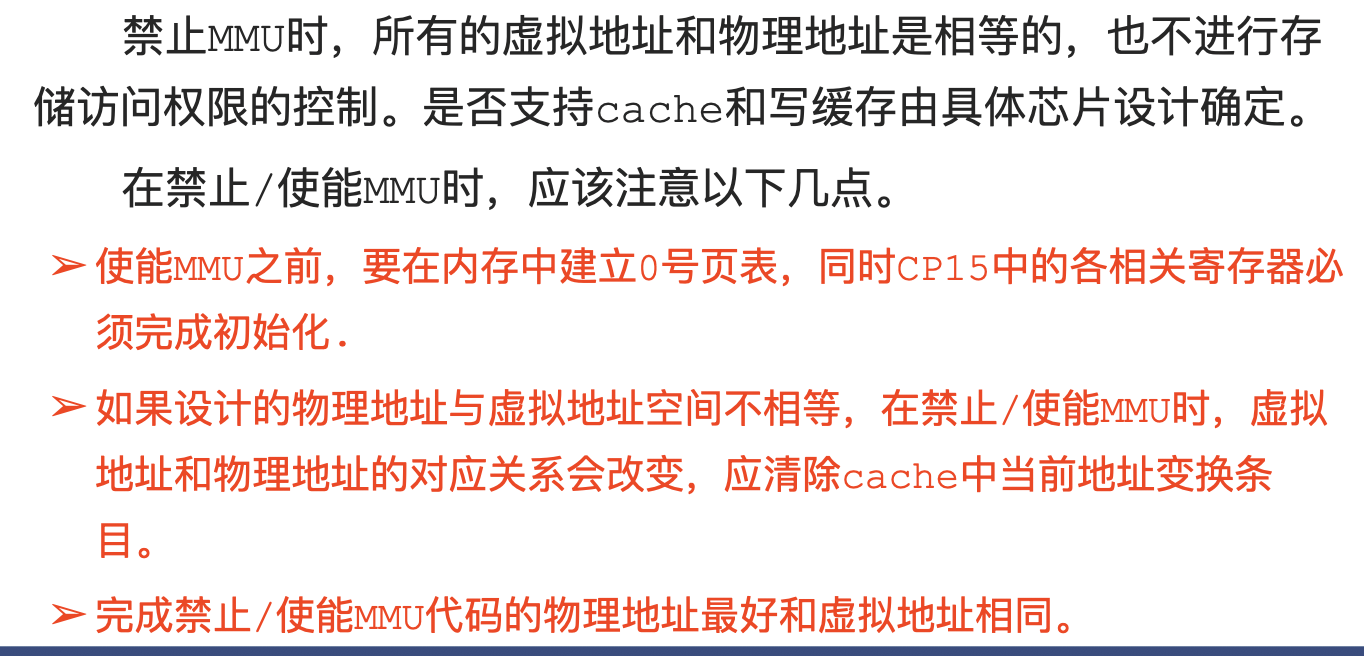 禁止MMU时，所有的虚拟地址和物理地址是相等的，也不进行存
储访问权限的控制。是否支持cache和写缓存由具体芯片设计确定。
在禁止/使能MMU时，应该注意以下几点。
➢ 使能MMU之前，要在内存中建立0号页表，同时CP15中的各相关寄存器必
须完成初始化.
➢ 如果设计的物理地址与虚拟地址空间不相等，在禁止/使能MMU时，虚拟
地址和物理地址的对应关系会改变，应清除cache中当前地址变换条
目。
➢ 完成禁止/使能MMU代码的物理地址最好和虚拟地址相同。